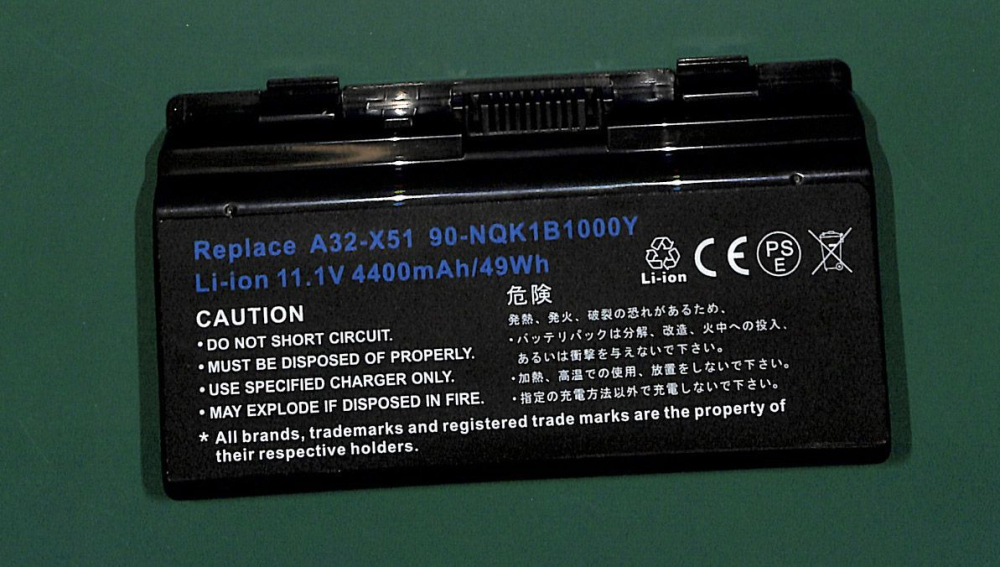 Replace A32-X51 90-NQK1B1000Y
Li-ion 11.1V 4400mAh/49Wh
Li-ion
CE
PS
E
CAUTION
• DO NOT SHORT CIRCUIT.
• MUST BE DISPOSED OF PROPERLY.
• USE SPECIFIED CHARGER ONLY.
• MAY EXPLODE IF DISPOSED IN FIRE.
危険
発熱、発火、破裂の恐れがあるため、
・バッテリパックは分解、改造、火中への投入、
あるいは衝撃を与えないで下さい。
・加熱、高温での使用、放置をしないで下さい。
・指定の充電方法以外で充電しないで下さい。
* All brands, trademarks and registered trade marks are the property of
their respective holders.